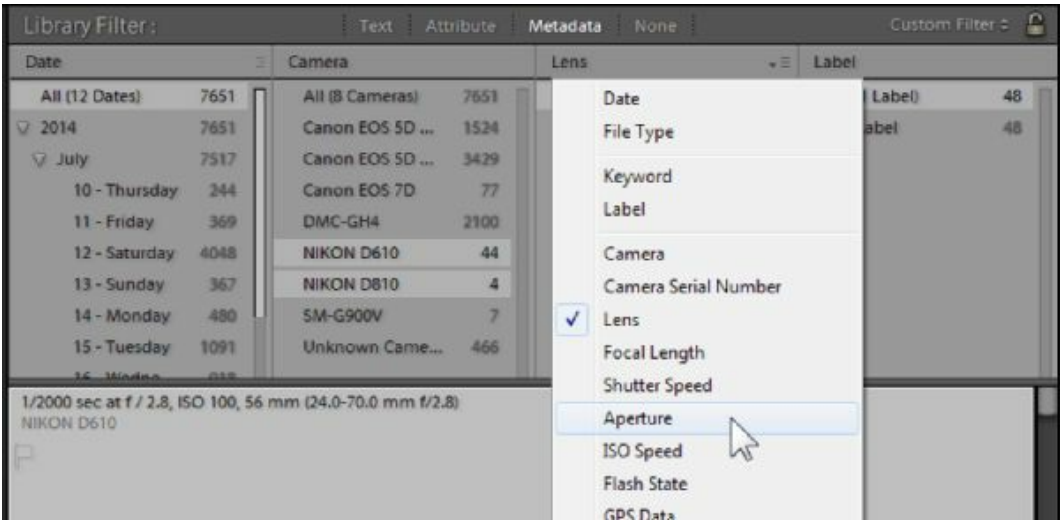 Library Filter : Text Attribute Metadata None Custom Filter
Date Camera Lens Label
All (12 Dates) 7651 All (8 Cameras) 7651 Date Label) 48
2014 7651 Canon EOS 5D ... 1524 File Type abel 48
July 7517 Canon EOS 5D ... 3429 Keyword
10 - Thursday 244 Canon EOS 7D 77 Label
11 - Friday 369 DMC-GH4 2100
12 - Saturday 4048 NIKON D610 44 Camera
13 - Sunday 367 NIKON D810 4 Camera Serial Number
14 - Monday 480 SM-G900V 7 Lens
15 - Tuesday 1091 Unknown Came... 466 Focal Length
Shutter Speed
1/2000 sec at f / 2.8, ISO 100, 56 mm (24.0-70.0 mm f/2.8) Aperture
NIKON D610
ISO Speed
Flash State
GPS Data